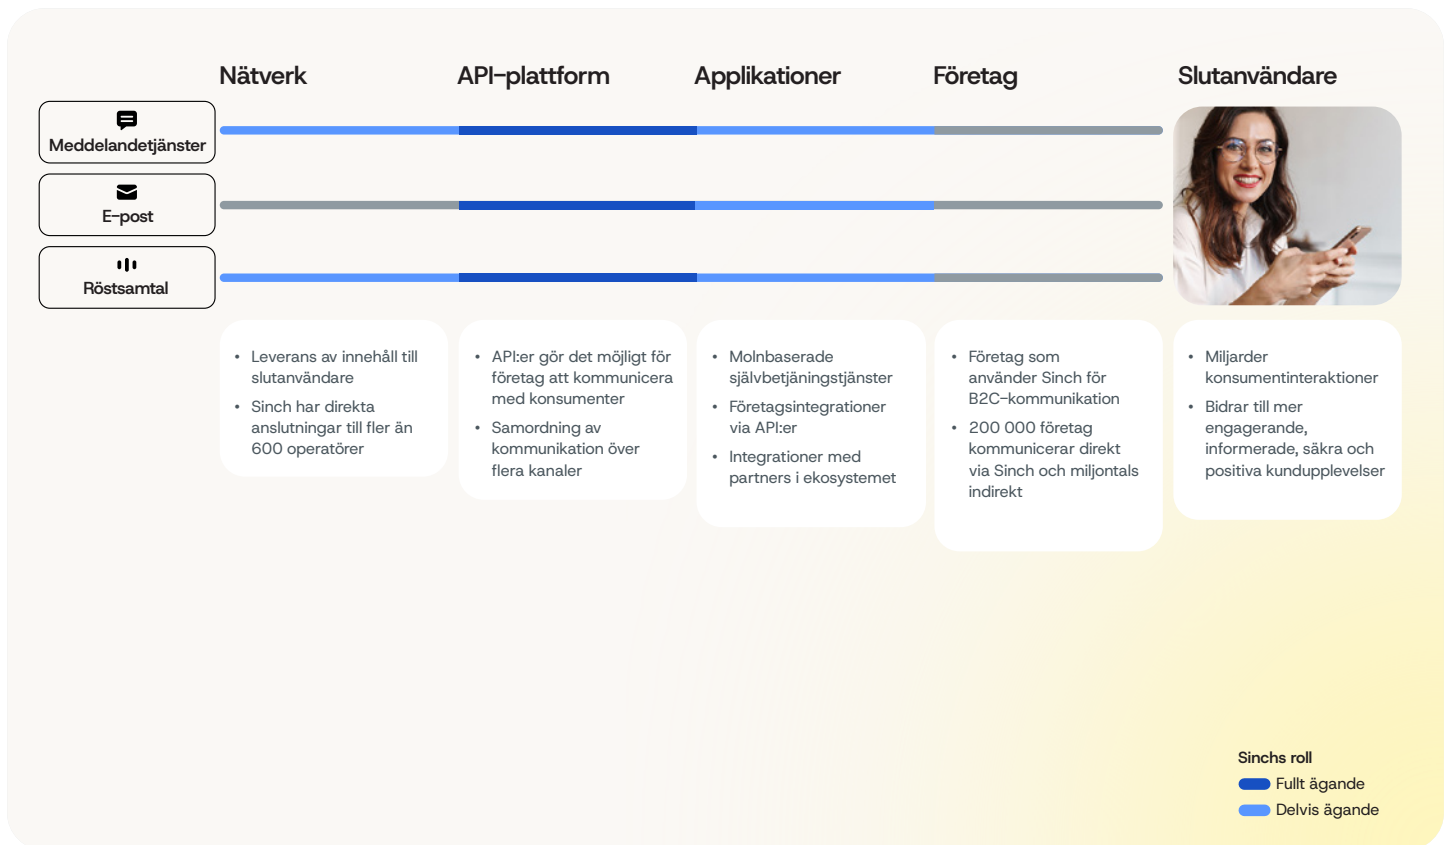 Nätverk
API-plattform
Applikationer
Företag
Slutanvändare
Meddelandetjänster
E-post
Röstsamtal
• Leverans av innehåll till
slutanvändare
• Sinch har direkta
anslutningar till fler än
600 operatörer
• API:er gör det möjligt för
företag att kommunicera
med konsumenter
• Samordning av
kommunikation över
flera kanaler
• Molnbaserade
självbetjäningstjänster
• Företagsintegrationer
via API:er
• Integrationer med
partners i ekosystemet
• Företag som
använder Sinch för
B2C-kommunikation
• 200 000 företag
kommunicerar direkt
via Sinch och miljontals
indirekt
• Miljarder
konsumentinteraktioner
• Bidrar till mer
engagerande,
informerade, säkra och
positiva kundupplevelser
Sinchs roll
Fullt ägande
Delvis ägande